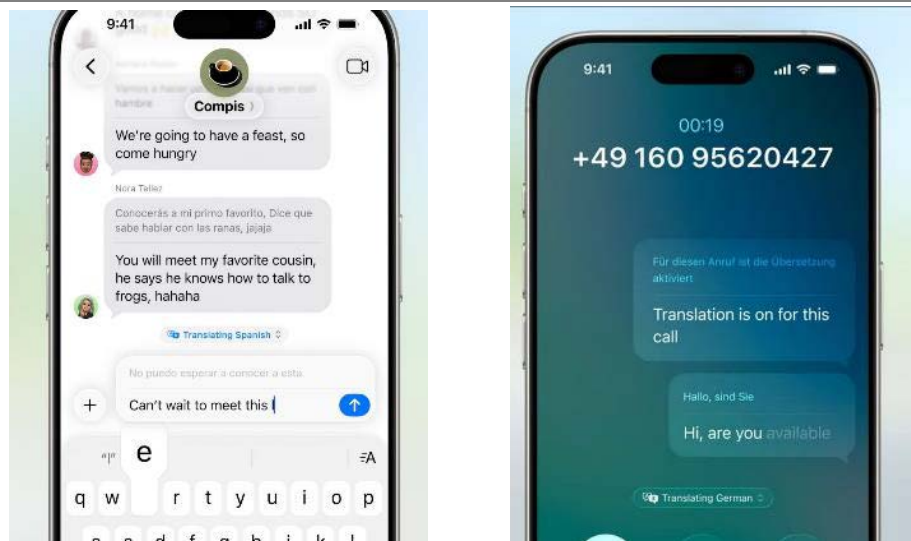 9:41
Compis
We're going to have a feast, so
come hungry
Nora Tellez
Conocerás a mi primo favorito, Dice que
sabe hablar con las ranas, jajaja
You will meet my favorite cousin,
he says he knows how to talk to
frogs, hahaha
Translating Spanish
No puedo esperar a conocer a esta
Can't wait to meet this l
e
q w r t y u i o p
9:41
00:19
+49 160 95620427
Für diesen Anruf ist die Übersetzung
aktiviert
Translation is on for this
call
Hallo, sind Sie
Hi, are you available
Translating German